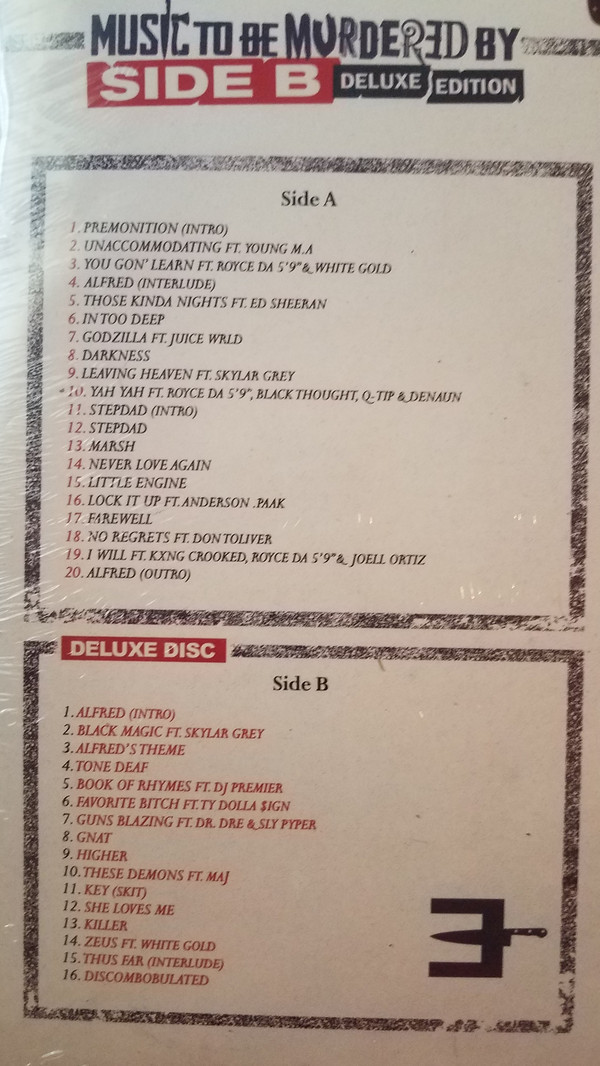 MUSIC TO BE MURDERED BY
SIDE B DELUXE EDITION
Side A
1. PREMONITION (INTRO)
2. UNACCOMMODATING FT. YOUNG M.A
3. YOU GON' LEARN FT. ROYCE DA 5'9" & WHITE GOLD
4. ALFRED (INTERLUDE)
5. THOSE KINDA NIGHTS FT. ED SHEERAN
6. IN TOO DEEP
7. GODZILLA FT. JUICE WRLD
8. DARKNESS
9. LEAVING HEAVEN FT. SKYLAR GREY
10. YAH YAH FT. ROYCE DA 5'9", BLACK THOUGHT, Q-TIP & DENAUN
11. STEPDAD (INTRO)
12. STEPDAD
13. MARSH
14. NEVER LOVE AGAIN
15. LITTLE ENGINE
16. LOCK IT UP FT. ANDERSON .PAAK
17. FAREWELL
18. NO REGRETS FT. DON TOLIVER
19. I WILL FT. KXNG CROOKED, ROYCE DA 5'9" & JOELL ORTIZ
20. ALFRED (OUTRO)
DELUXE DISC
Side B
1. ALFRED (INTRO)
2. BLACK MAGIC FT. SKYLAR GREY
3. ALFRED'S THEME
4. TONE DEAF
5. BOOK OF RHYMES FT. DJ PREMIER
6. FAVORITE BITCH FT. TY DOLLA $IGN
7. GUNS BLAZING FT. DR. DRE & SLY PYPER
8. GNAT
9. HIGHER
10. THESE DEMONS FT. MAJ
11. KEY (SKIT)
12. SHE LOVES ME
13. KILLER
14. ZEUS FT. WHITE GOLD
15. THUS FAR (INTERLUDE)
16. DISCOMBOBULATED